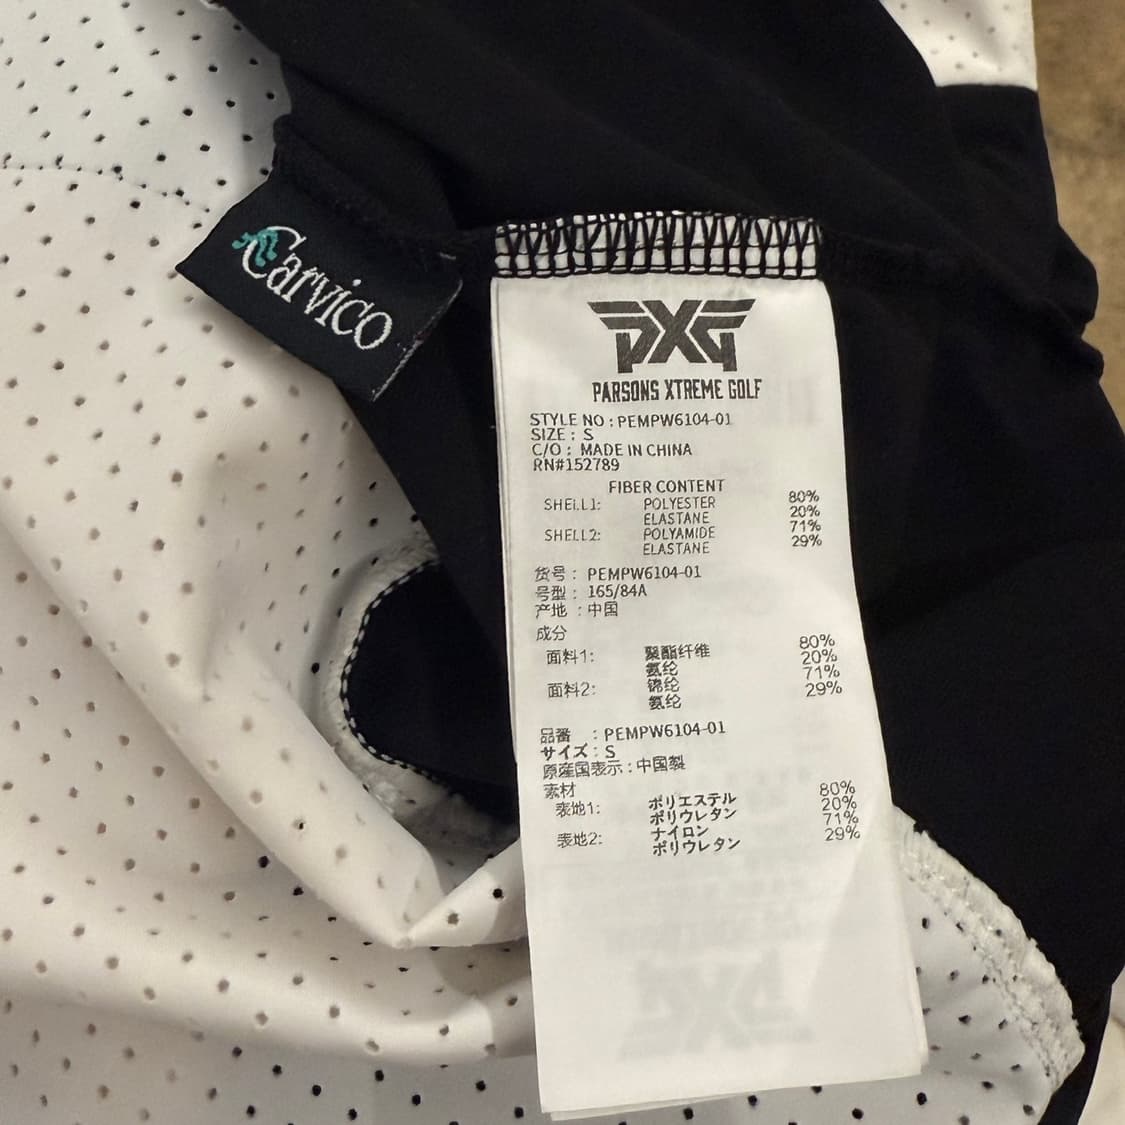 Carvico
PXG
PARSONS XTREME GOLF
STYLE NO : PEMPW6104-01
SIZE : S
C/O : MADE IN CHINA
RN#152789
FIBER CONTENT
SHELL1: POLYESTER 80%
ELASTANE 20%
SHELL2: POLYAMIDE 71%
ELASTANE 29%
货号 : PEMPW6104-01
号型 : 165/84A
产地 : 中国
成分
面料1: 聚酯纤维 80%
氨纶 20%
面料2: 锦纶 71%
氨纶 29%
品番 : PEMPW6104-01
サイズ : S
原産国表示 : 中国製
素材
表地1: ポリエステル 80%
ポリウレタン 20%
表地2: ナイロン 71%
ポリウレタン 29%